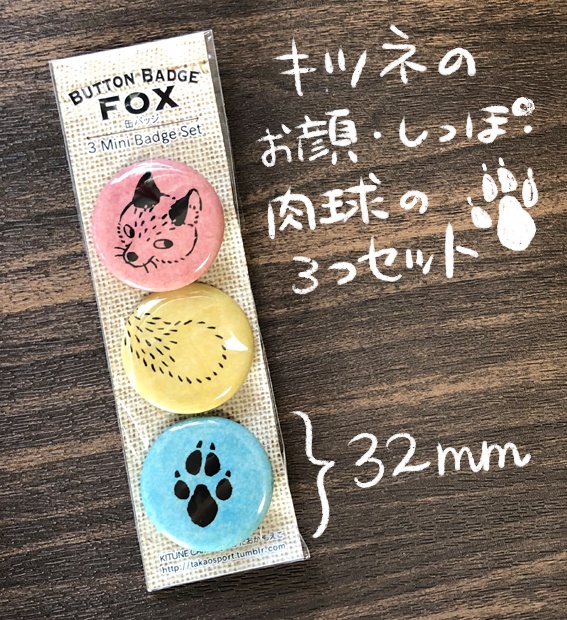 BUTTON BADGE
FOX
缶バッジ
3 Mini Badge Set
キツネの
お顔・しっぽ・
肉球の
3つセット
32mm
KITUNE
http://takaosport.tumblr.com